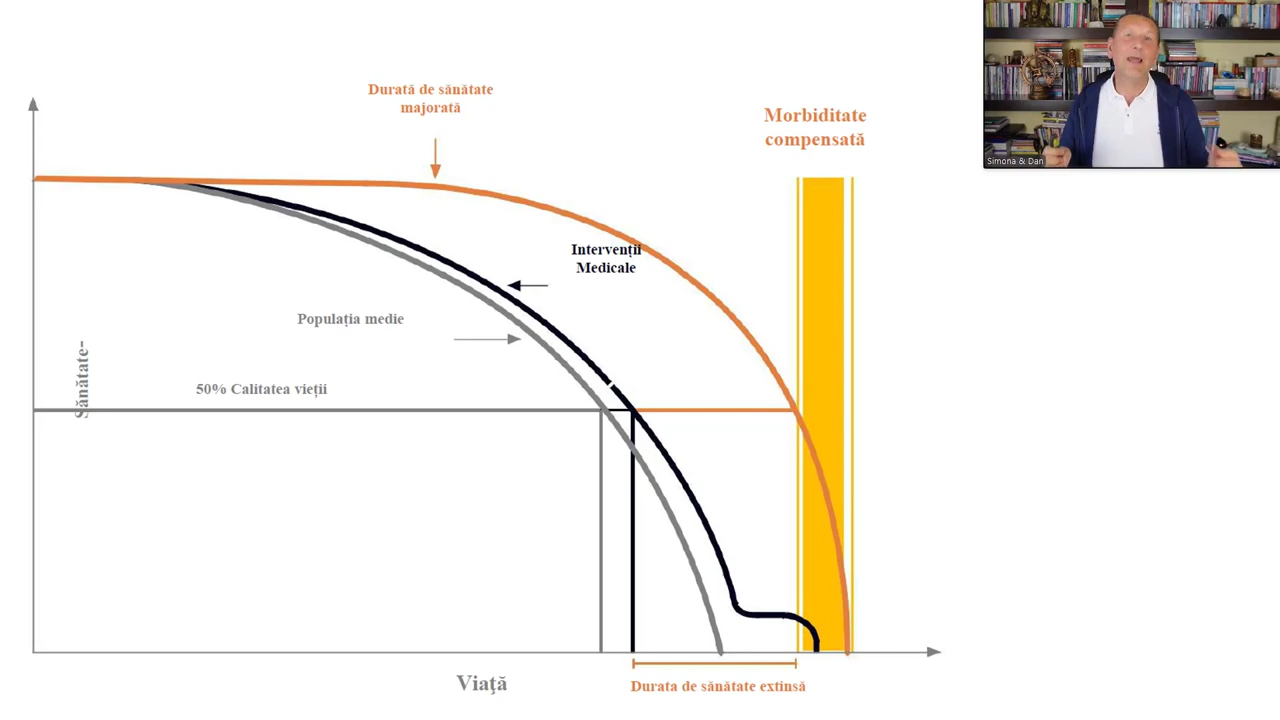 Durată de sănătate
majorată
Morbiditate
compensată
Simona & Dan
Intervenții
Medicale
Populația medie
Sănătate-
50% Calitatea vieții
Viaţă
Durata de sănătate extinsă